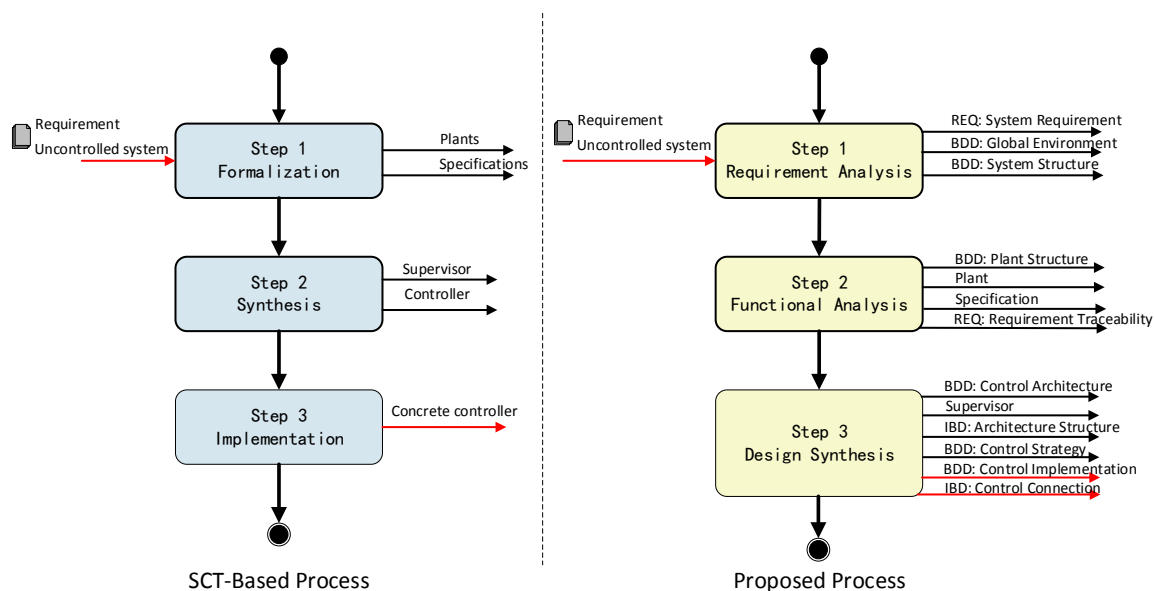 Requirement
Uncontrolled system
Step 1
Formalization
Plants
Specifications
Step 2
Synthesis
Supervisor
Controller
Step 3
Implementation
Concrete controller
SCT-Based Process
Requirement
Uncontrolled system
Step 1
Requirement Analysis
REQ: System Requirement
BDD: Global Environment
BDD: System Structure
Step 2
Functional Analysis
BDD: Plant Structure
Plant
Specification
REQ: Requirement Traceability
Step 3
Design Synthesis
BDD: Control Architecture
Supervisor
IBD: Architecture Structure
BDD: Control Strategy
BDD: Control Implementation
IBD: Control Connection
Proposed Process